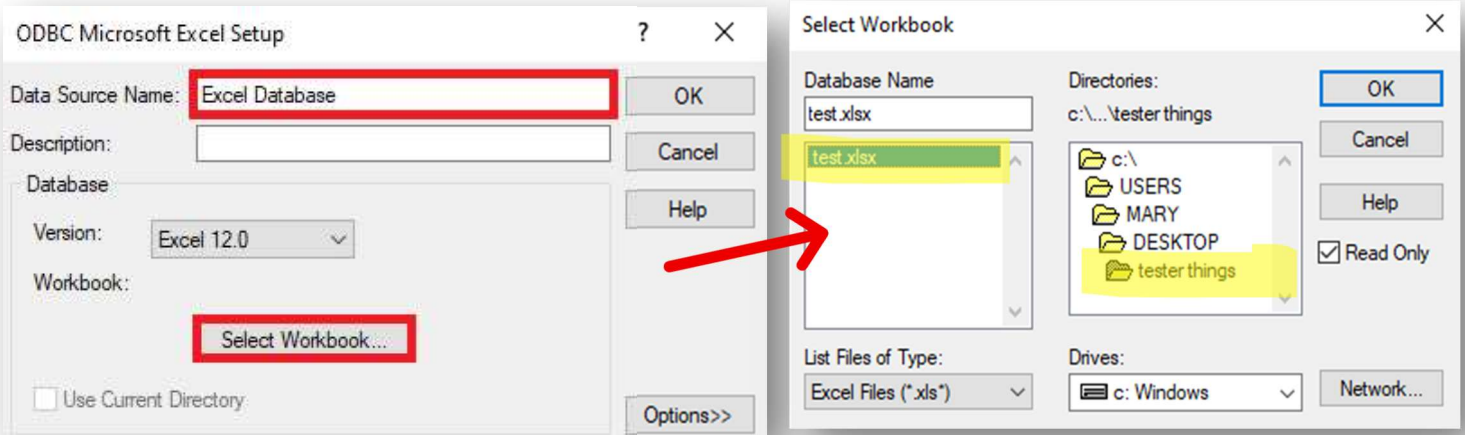 ODBC Microsoft Excel Setup
?
Data Source Name: Excel Database
OK
Description:
Cancel
Database
Help
Version: Excel 12.0
Workbook:
Select Workbook...
Use Current Directory
Options>>
Select Workbook
Database Name
test.xlsx
test.xlsx
Directories:
c:\...\tester things
c:\
USERS
MARY
DESKTOP
tester things
OK
Cancel
Help
Read Only
List Files of Type:
Excel Files (*.xls*)
Drives:
c: Windows
Network...